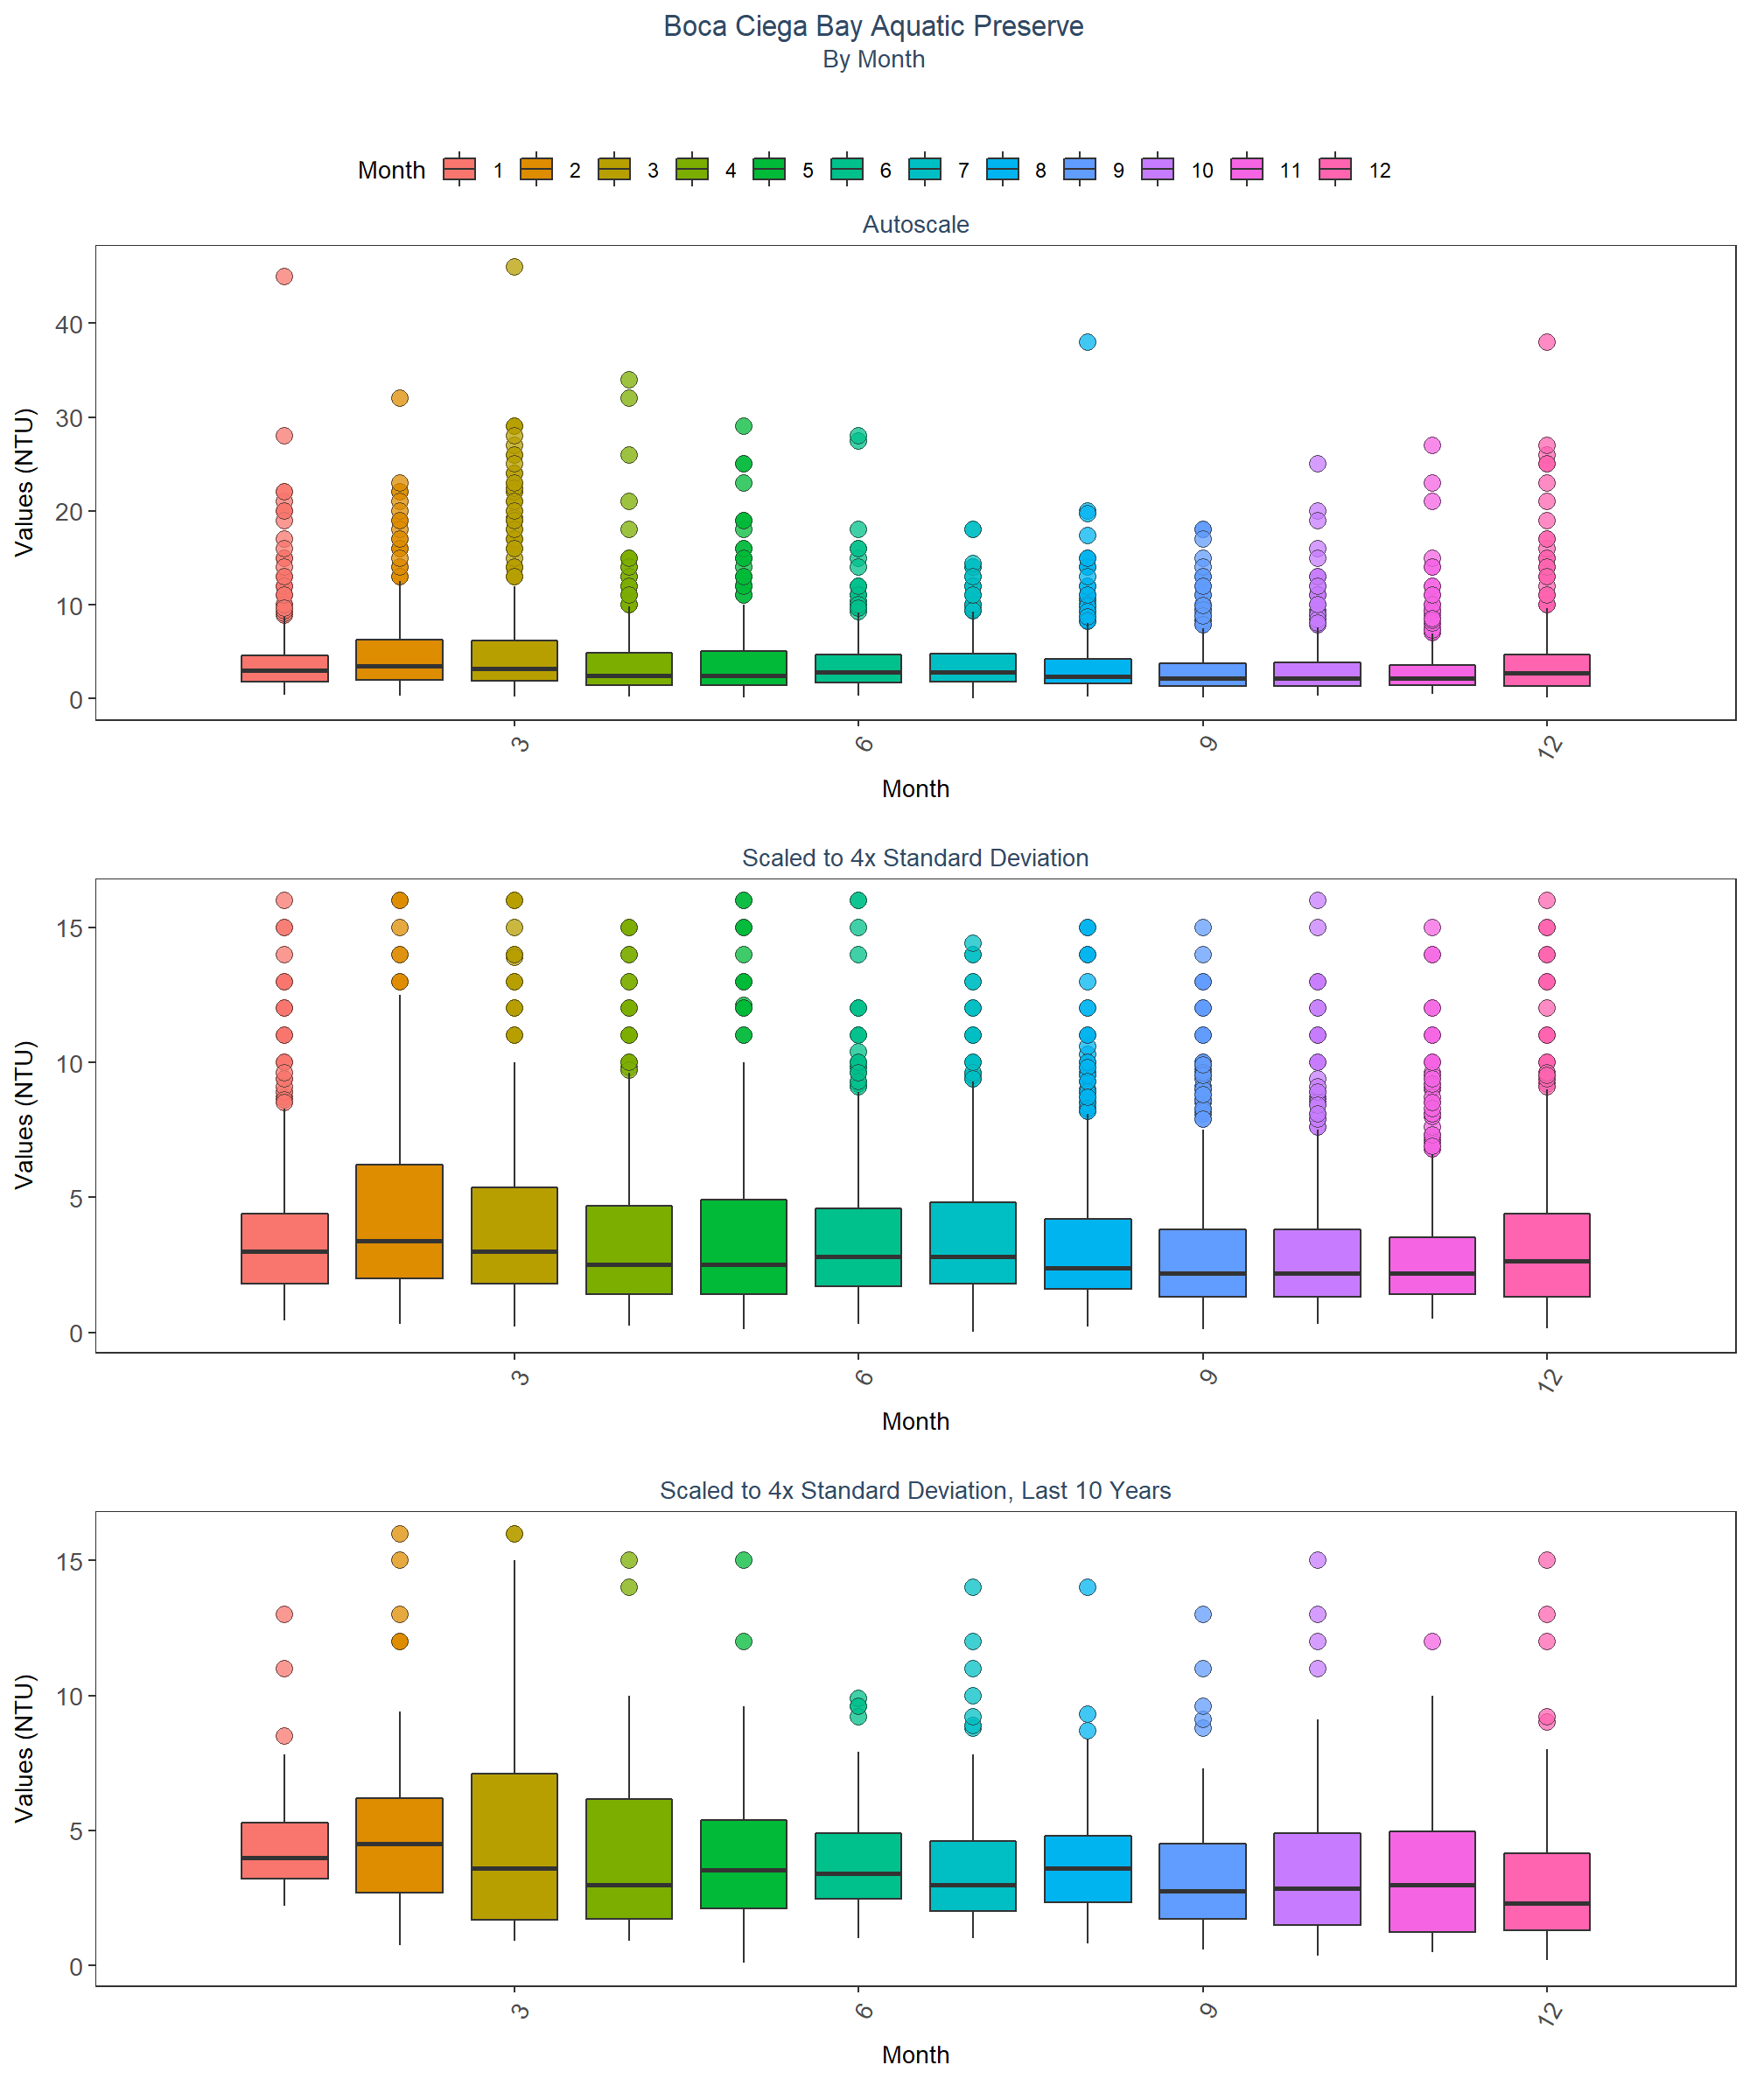 Boca Ciega Bay Aquatic Preserve
By Month
Month 1 2 3 4 5 6 7 8 9 10 11 12
Autoscale
Values (NTU)
40
30
20
10
0
3 6 9 12
Month
Scaled to 4x Standard Deviation
Values (NTU)
15
10
5
0
3 6 9 12
Month
Scaled to 4x Standard Deviation, Last 10 Years
Values (NTU)
15
10
5
0
3 6 9 12
Month